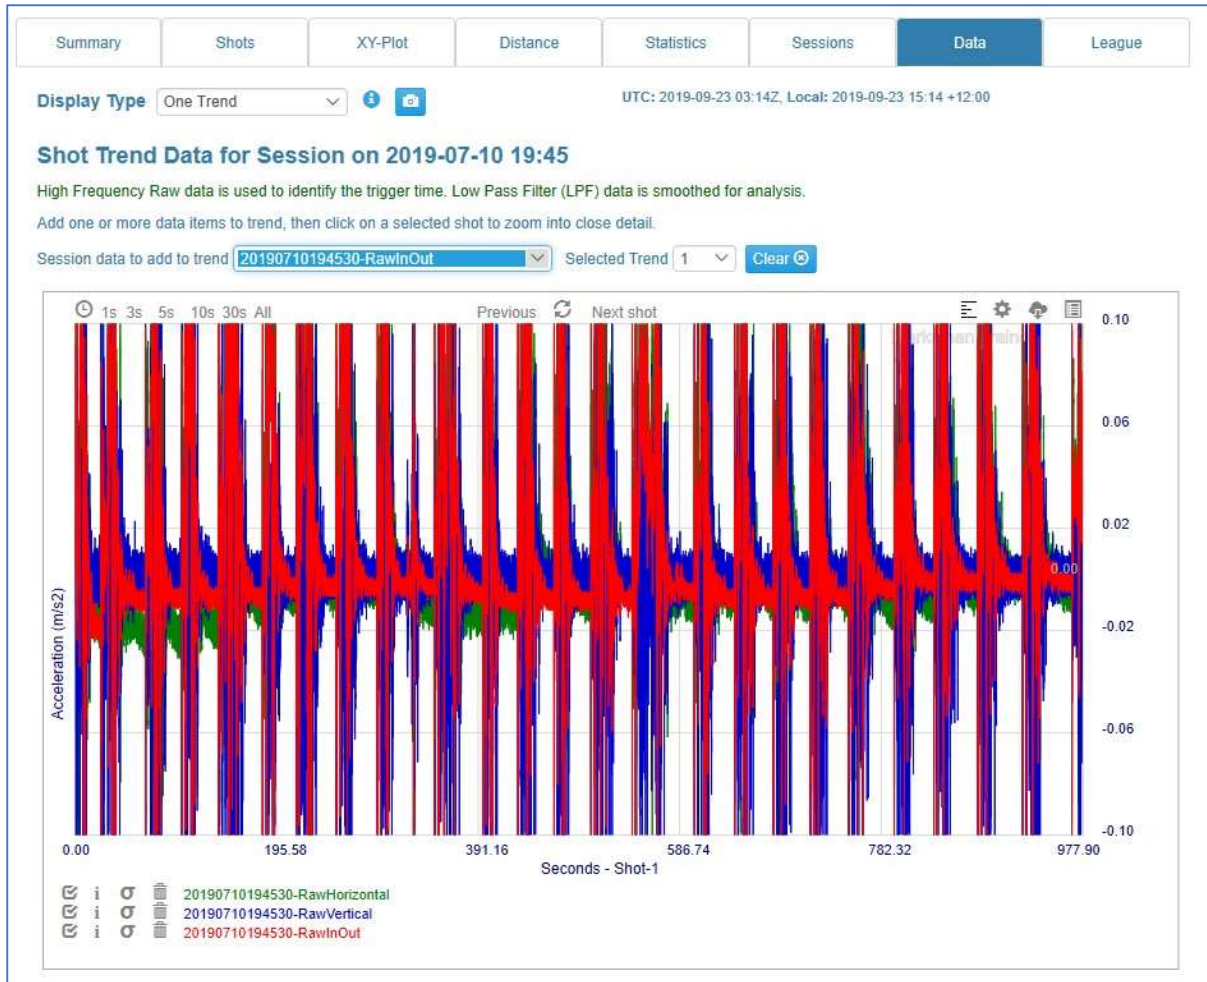 Summary Shots XY-Plot Distance Statistics Sessions Data League
Display Type One Trend UTC: 2019-09-23 03:14Z, Local: 2019-09-23 15:14 +12:00
Shot Trend Data for Session on 2019-07-10 19:45
High Frequency Raw data is used to identify the trigger time. Low Pass Filter (LPF) data is smoothed for analysis.
Add one or more data items to trend, then click on a selected shot to zoom into close detail.
Session data to add to trend 20190710194530-RawInOut Selected Trend 1 Clear
1s 3s 5s 10s 30s All Previous Next shot
0.10
0.06
0.02
0.00
-0.02
-0.06
-0.10
Acceleration (m/s2)
0.00 195.58 391.16 586.74 782.32 977.90
Seconds - Shot-1
i σ 20190710194530-RawHorizontal
i σ 20190710194530-RawVertical
i σ 20190710194530-RawInOut